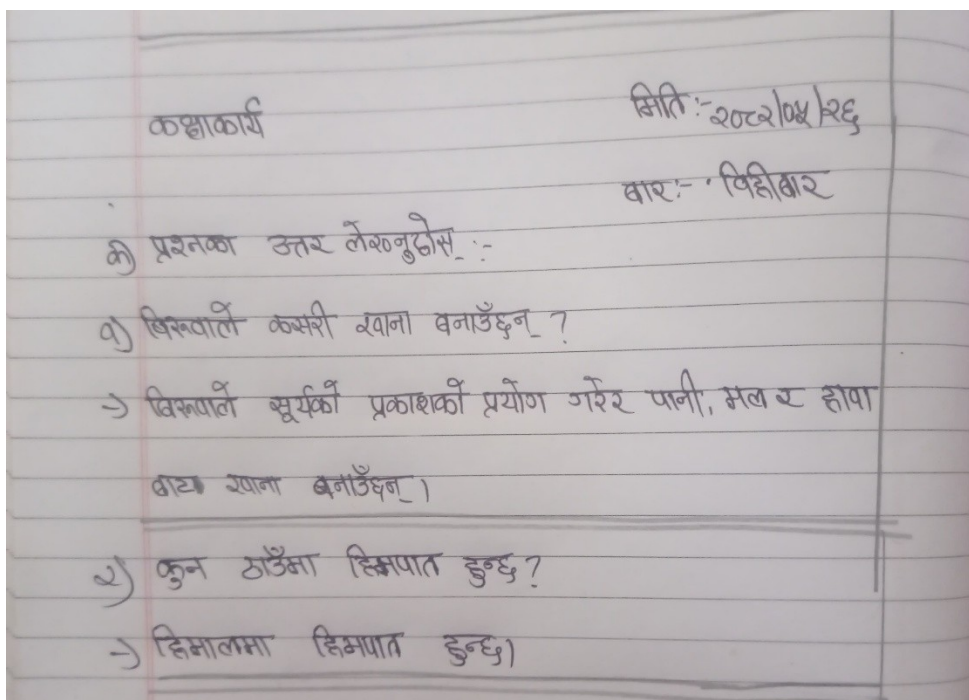 कक्षाकार्य
मिति:- २०८२/०५/२६
बार:- विहीबार
क) प्रश्नका उत्तर लेख्नुहोस् :-
१) बिरुवाले कसरी खाना बनाउँछन् ?
→ बिरुवाले सूर्यको प्रकाशको प्रयोग गरेर पानी, मल र हावा
बाट खाना बनाउँछन् ।
२) कुन ठाउँमा हिमपात हुन्छ ?
→ हिमालमा हिमपात हुन्छ।